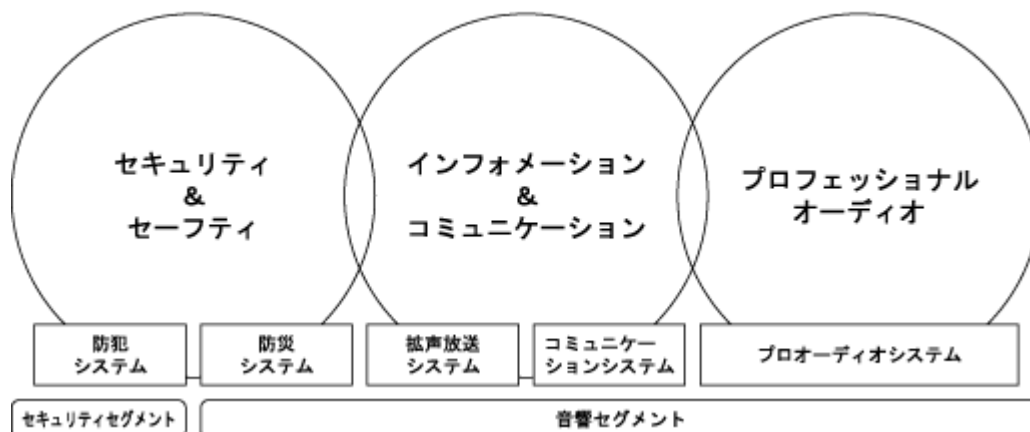 セキュリティ
&
セーフティ
インフォメーション
&
コミュニケーション
プロフェッショナル
オーディオ
防犯
システム
防災
システム
拡声放送
システム
コミュニケー
ションシステム
プロオーディオシステム
セキュリティセグメント
音響セグメント